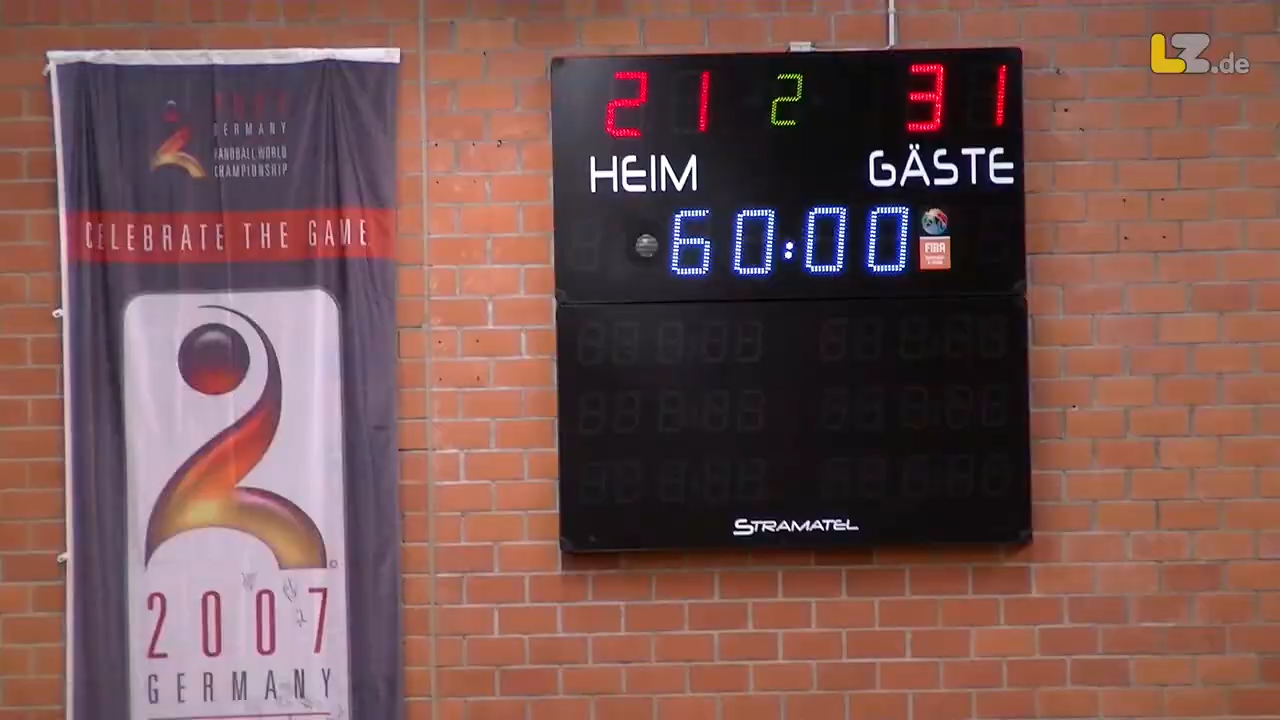 LZ.de
21 2 31
HEIM GÄSTE
60:00
FIBA
STRAMATEL
2007
GERMANY
HANDBALL WORLD
CHAMPIONSHIP
CELEBRATE THE GAME
2007
GERMANY